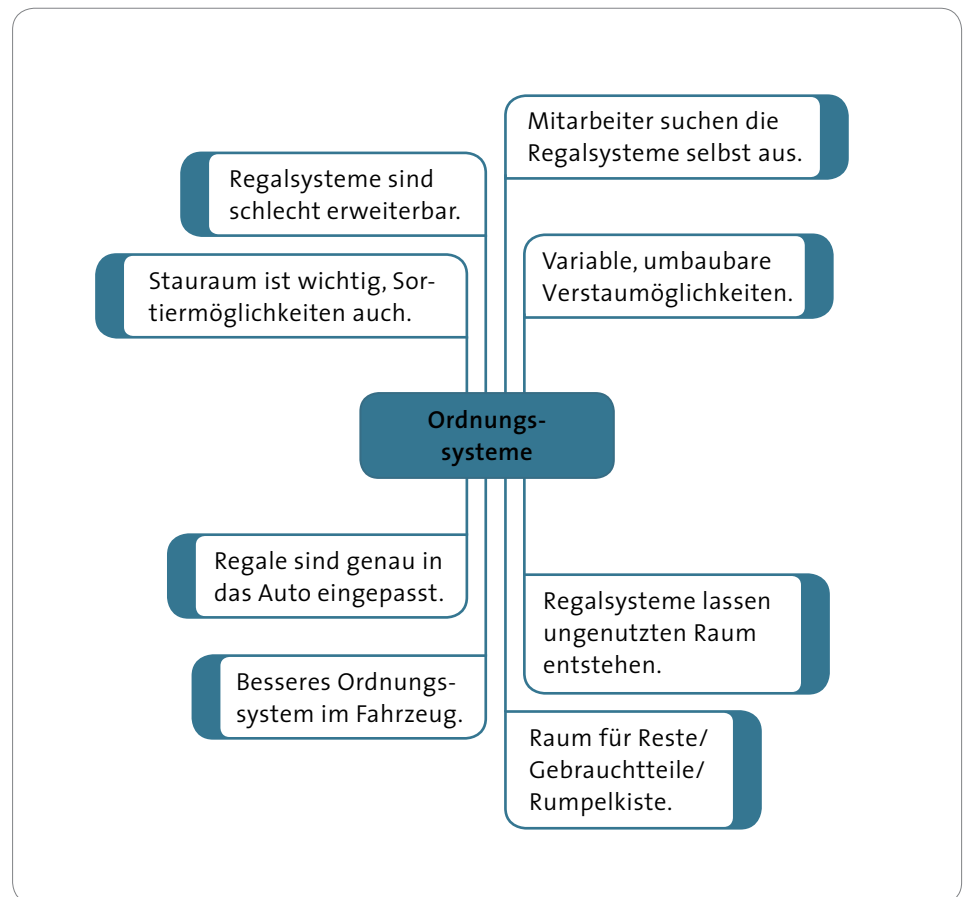 Mitarbeiter suchen die
Regalsysteme selbst aus.
Regalsysteme sind
schlecht erweiterbar.
Variable, umbaubare
Verstaumöglichkeiten.
Stauraum ist wichtig, Sor-
tiermöglichkeiten auch.
Ordnungs-
systeme
Regale sind genau in
das Auto eingepasst.
Regalsysteme lassen
ungenutzten Raum
entstehen.
Besseres Ordnungs-
system im Fahrzeug.
Raum für Reste/
Gebrauchtteile/
Rumpelkiste.